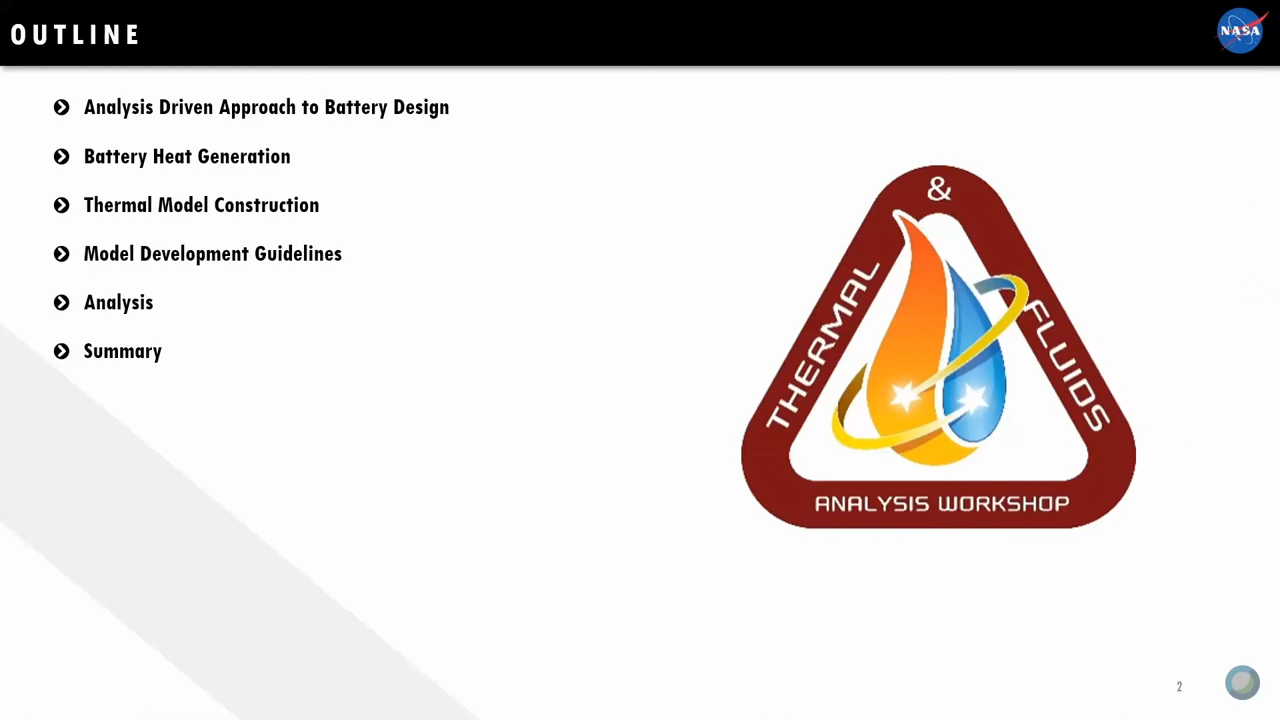 OUTLINE
NASA
Analysis Driven Approach to Battery Design
Battery Heat Generation
Thermal Model Construction
Model Development Guidelines
Analysis
Summary
&
THERMAL
FLUIDS
ANALYSIS WORKSHOP
2